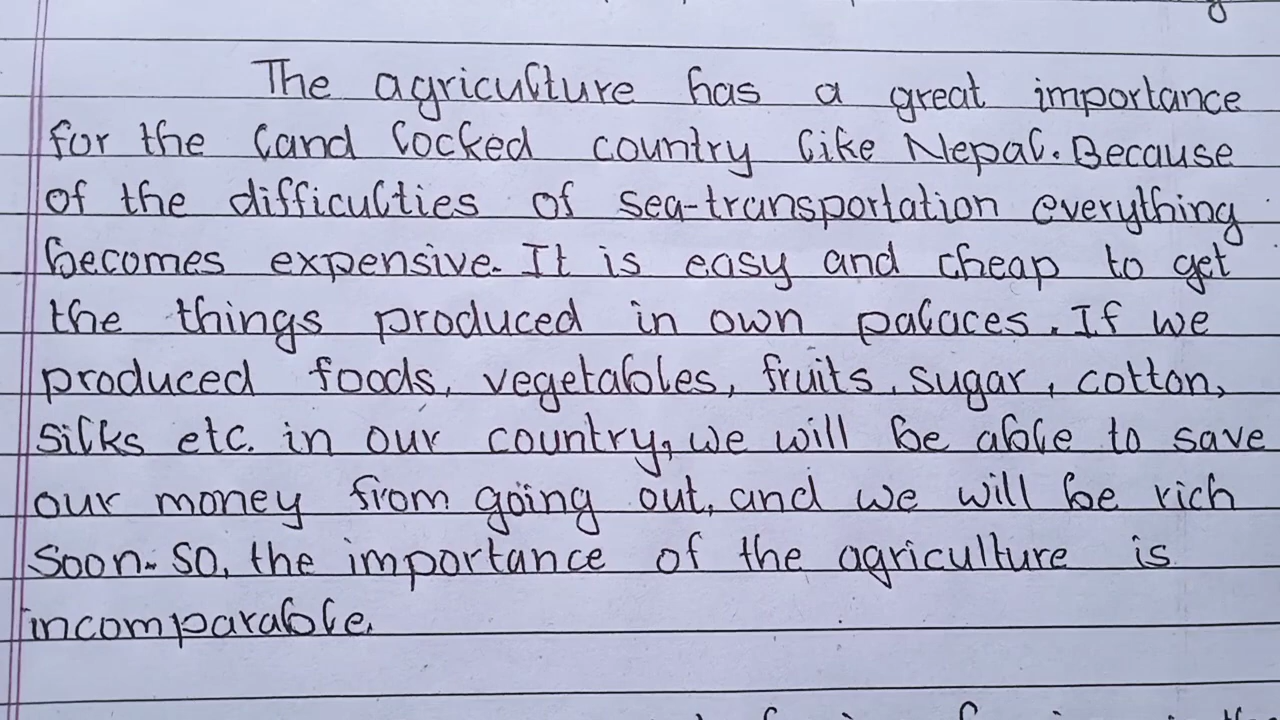 The agriculture has a great importance
for the land locked country like Nepal. Because
of the difficulties of sea-transportation everything
becomes expensive. It is easy and cheap to get
the things produced in own palaces. If we
produced foods, vegetables, fruits, sugar, cotton,
silks etc. in our country, we will be able to save
our money from going out, and we will be rich
soon. So, the importance of the agriculture is
incomparable.